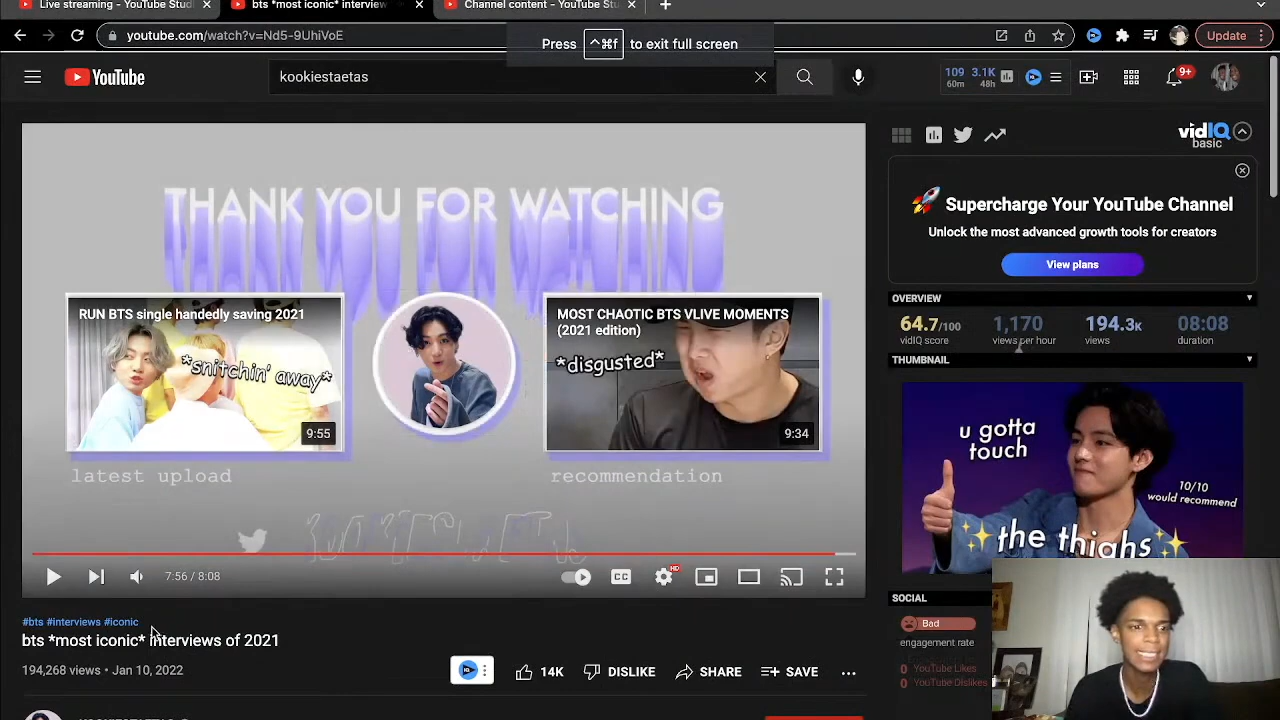 Live streaming - YouTube Studi
bts *most iconic* interview
Channel content - YouTube St
youtube.com/watch?v=Nd5-9UhiVoE
Press ^⌘f to exit full screen
Update
YouTube
kookiestaetas
109 3.1K
60m 48h
9+
THANK YOU FOR WATCHING
RUN BTS single handedly saving 2021
*snitchin' away*
9:55
latest upload
MOST CHAOTIC BTS VLIVE MOMENTS
(2021 edition)
*disgusted*
9:34
recommendation
CC
HD
7:56 / 8:08
#bts #interviews #iconic
bts *most iconic* interviews of 2021
194,268 views • Jan 10, 2022
14K
DISLIKE
SHARE
SAVE
vidIQ
basic
Supercharge Your YouTube Channel
Unlock the most advanced growth tools for creators
View plans
OVERVIEW
64.7/100 1,170 194.3K 08:08
vidIQ score views per hour views duration
THUMBNAIL
u gotta
touch
10/10
would recommend
the thighs
SOCIAL
Bad
engagement rate
0 YouTube Likes
0 YouTube Dislikes